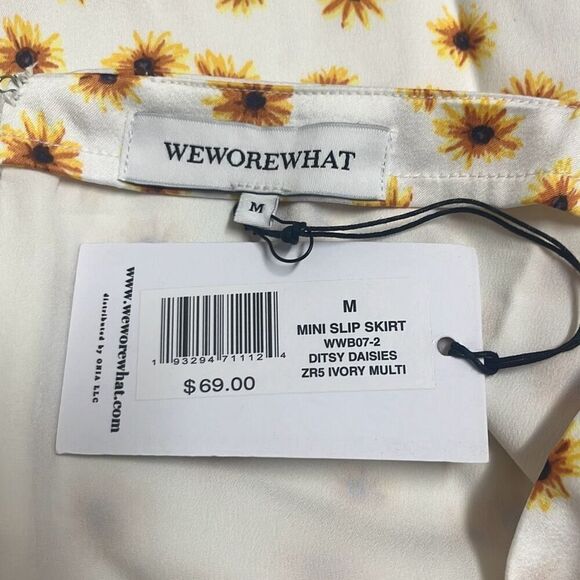 WEWOREWHAT
M
www.weworewhat.com
distributed by ONIA LLC
1 93294 71112 4
$69.00
M
MINI SLIP SKIRT
WWB07-2
DITSY DAISIES
ZR5 IVORY MULTI